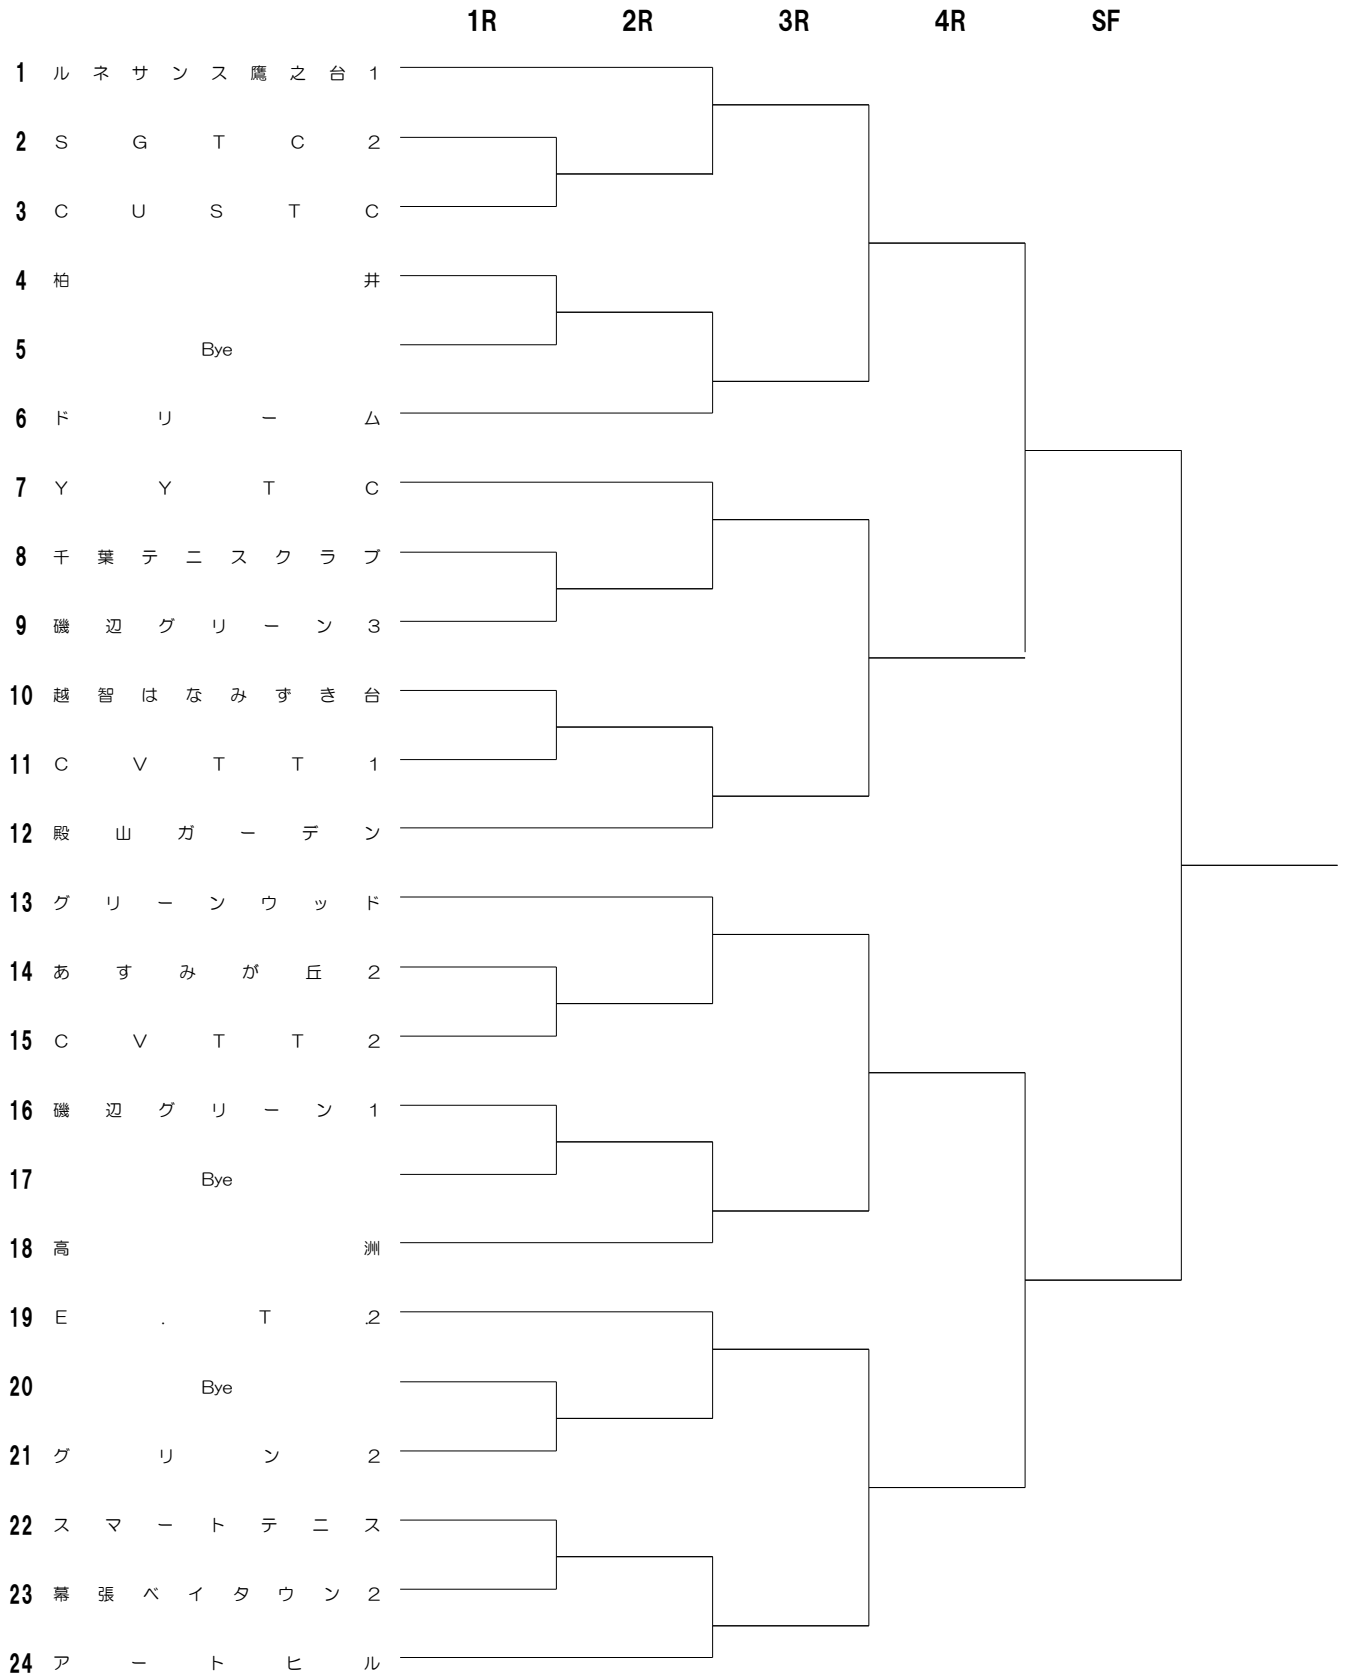 1R 2R 3R 4R SF
1 ルネサンス鷹之台1
2 SGTC2
3 CUSTC
4 柏井
5 Bye
6 ドリーム
7 YYTC
8 千葉テニスクラブ
9 磯辺グリーン3
10 越智はなみずき台
11 CVTT1
12 殿山ガーデン
13 グリーンウッド
14 あすみが丘2
15 CVTT2
16 磯辺グリーン1
17 Bye
18 高洲
19 E.T.2
20 Bye
21 グリン2
22 スマートテニス
23 幕張ベイタウン2
24 アートヒル